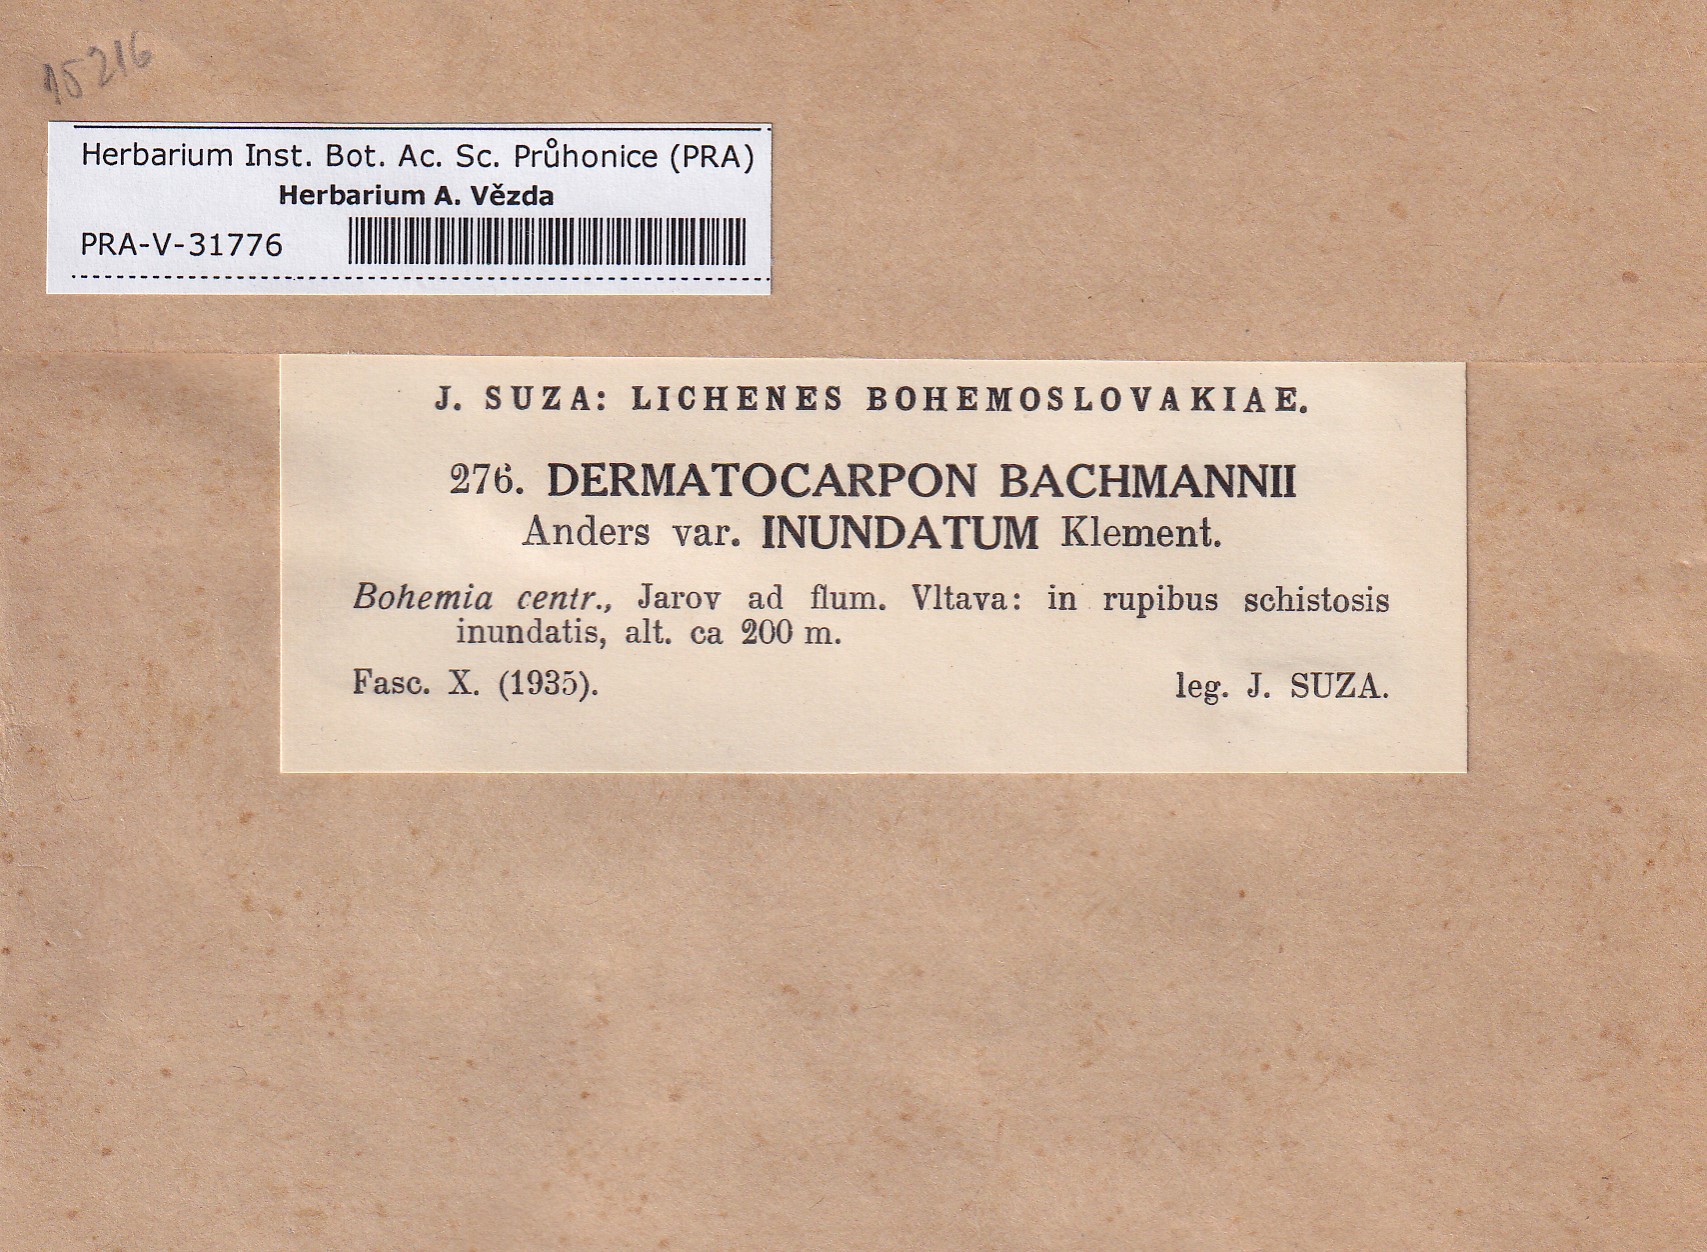 15216
Herbarium Inst. Bot. Ac. Sc. Průhonice (PRA)
Herbarium A. Vězda
PRA-V-31776
J. SUZA: LICHENES BOHEMOSLOVAKIAE.
276. DERMATOCARPON BACHMANNII
Anders var. INUNDATUM Klement.
Bohemia centr., Jarov ad flum. Vltava: in rupibus schistosis
inundatis, alt. ca 200 m.
Fasc. X. (1935). leg. J. SUZA.